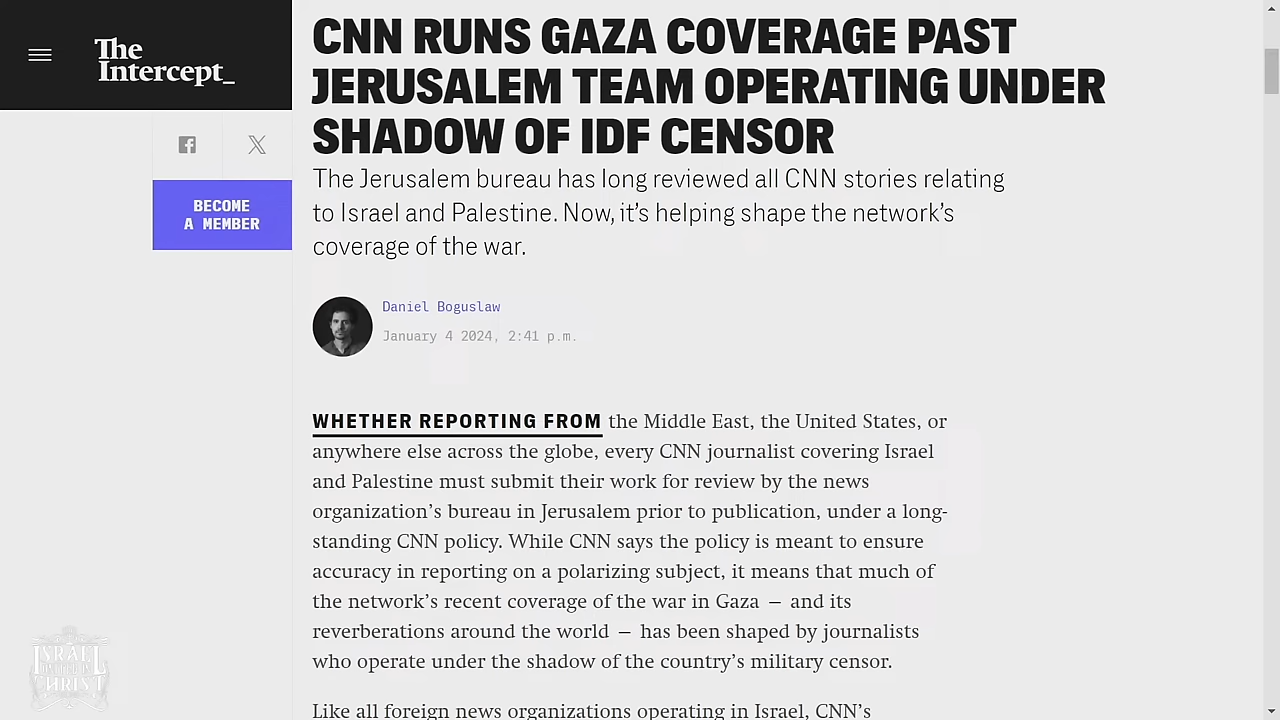 The
Intercept_
BECOME
A MEMBER
CNN RUNS GAZA COVERAGE PAST
JERUSALEM TEAM OPERATING UNDER
SHADOW OF IDF CENSOR
The Jerusalem bureau has long reviewed all CNN stories relating
to Israel and Palestine. Now, it’s helping shape the network’s
coverage of the war.
Daniel Boguslaw
January 4 2024, 2:41 p.m.
WHETHER REPORTING FROM the Middle East, the United States, or
anywhere else across the globe, every CNN journalist covering Israel
and Palestine must submit their work for review by the news
organization’s bureau in Jerusalem prior to publication, under a long-
standing CNN policy. While CNN says the policy is meant to ensure
accuracy in reporting on a polarizing subject, it means that much of
the network’s recent coverage of the war in Gaza — and its
reverberations around the world — has been shaped by journalists
who operate under the shadow of the country’s military censor.
Like all foreign news organizations operating in Israel, CNN’s
ISRAEL
CHRIST